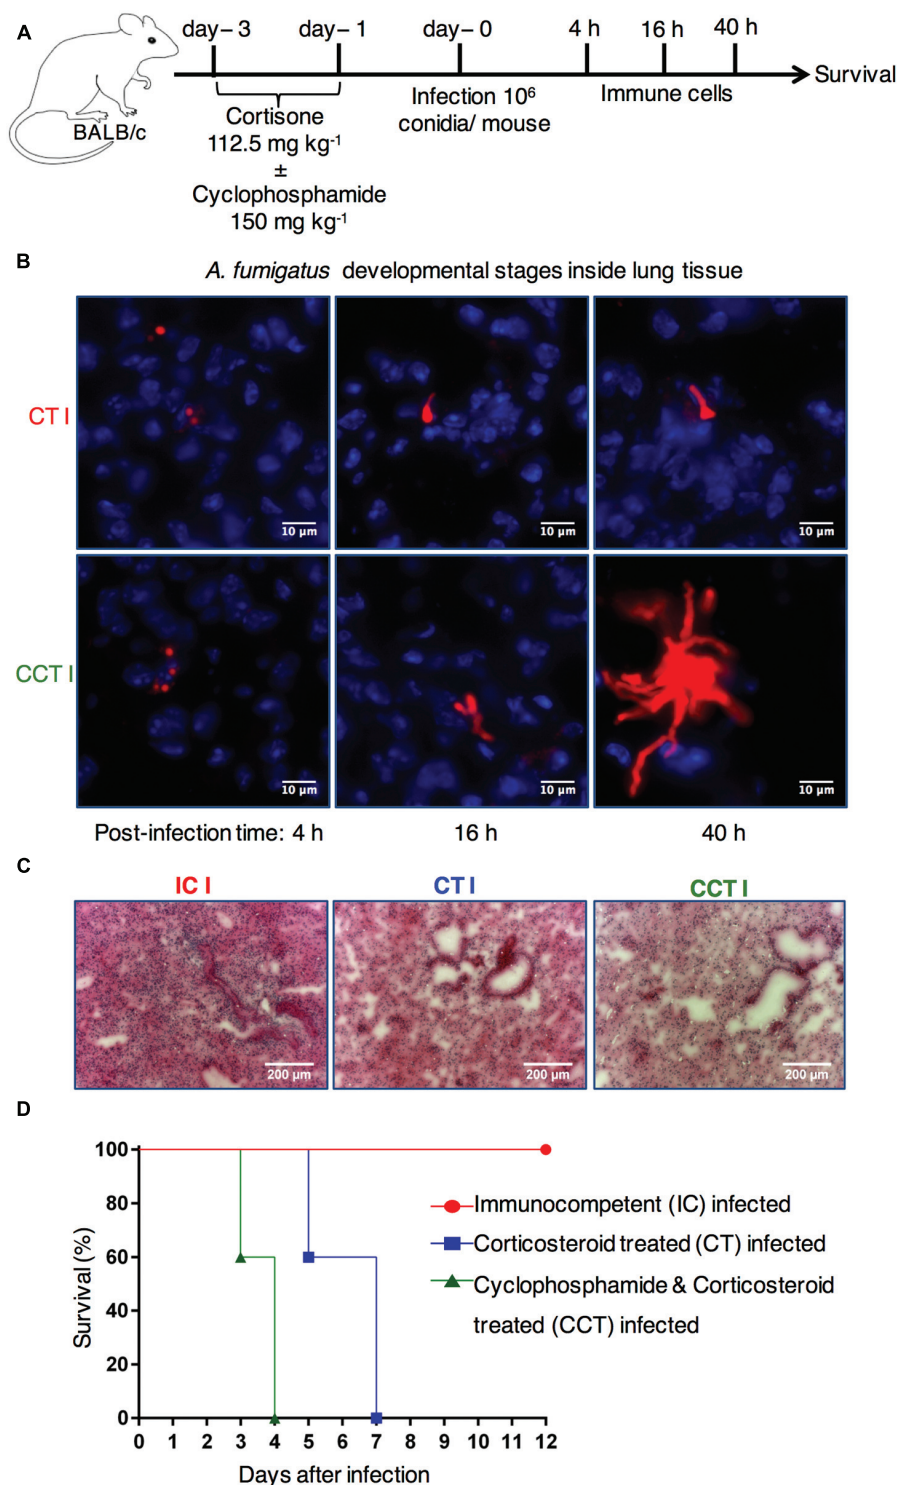 A
day– 3
day– 1
day– 0
4 h
16 h
40 h
Survival
BALB/c
Cortisone
112.5 mg kg-1
±
Cyclophosphamide
150 mg kg-1
Infection 10⁶
conidia/ mouse
Immune cells
B
A. fumigatus developmental stages inside lung tissue
CT I
10 µm
10 µm
10 µm
CCT I
10 µm
10 µm
10 µm
Post-infection time: 4 h
16 h
40 h
C
IC I
CT I
CCT I
200 µm
200 µm
200 µm
D
Survival (%)
100
80
60
40
20
0
0 1 2 3 4 5 6 7 8 9 10 11 12
Days after infection
Immunocompetent (IC) infected
Corticosteroid treated (CT) infected
Cyclophosphamide & Corticosteroid
treated (CCT) infected